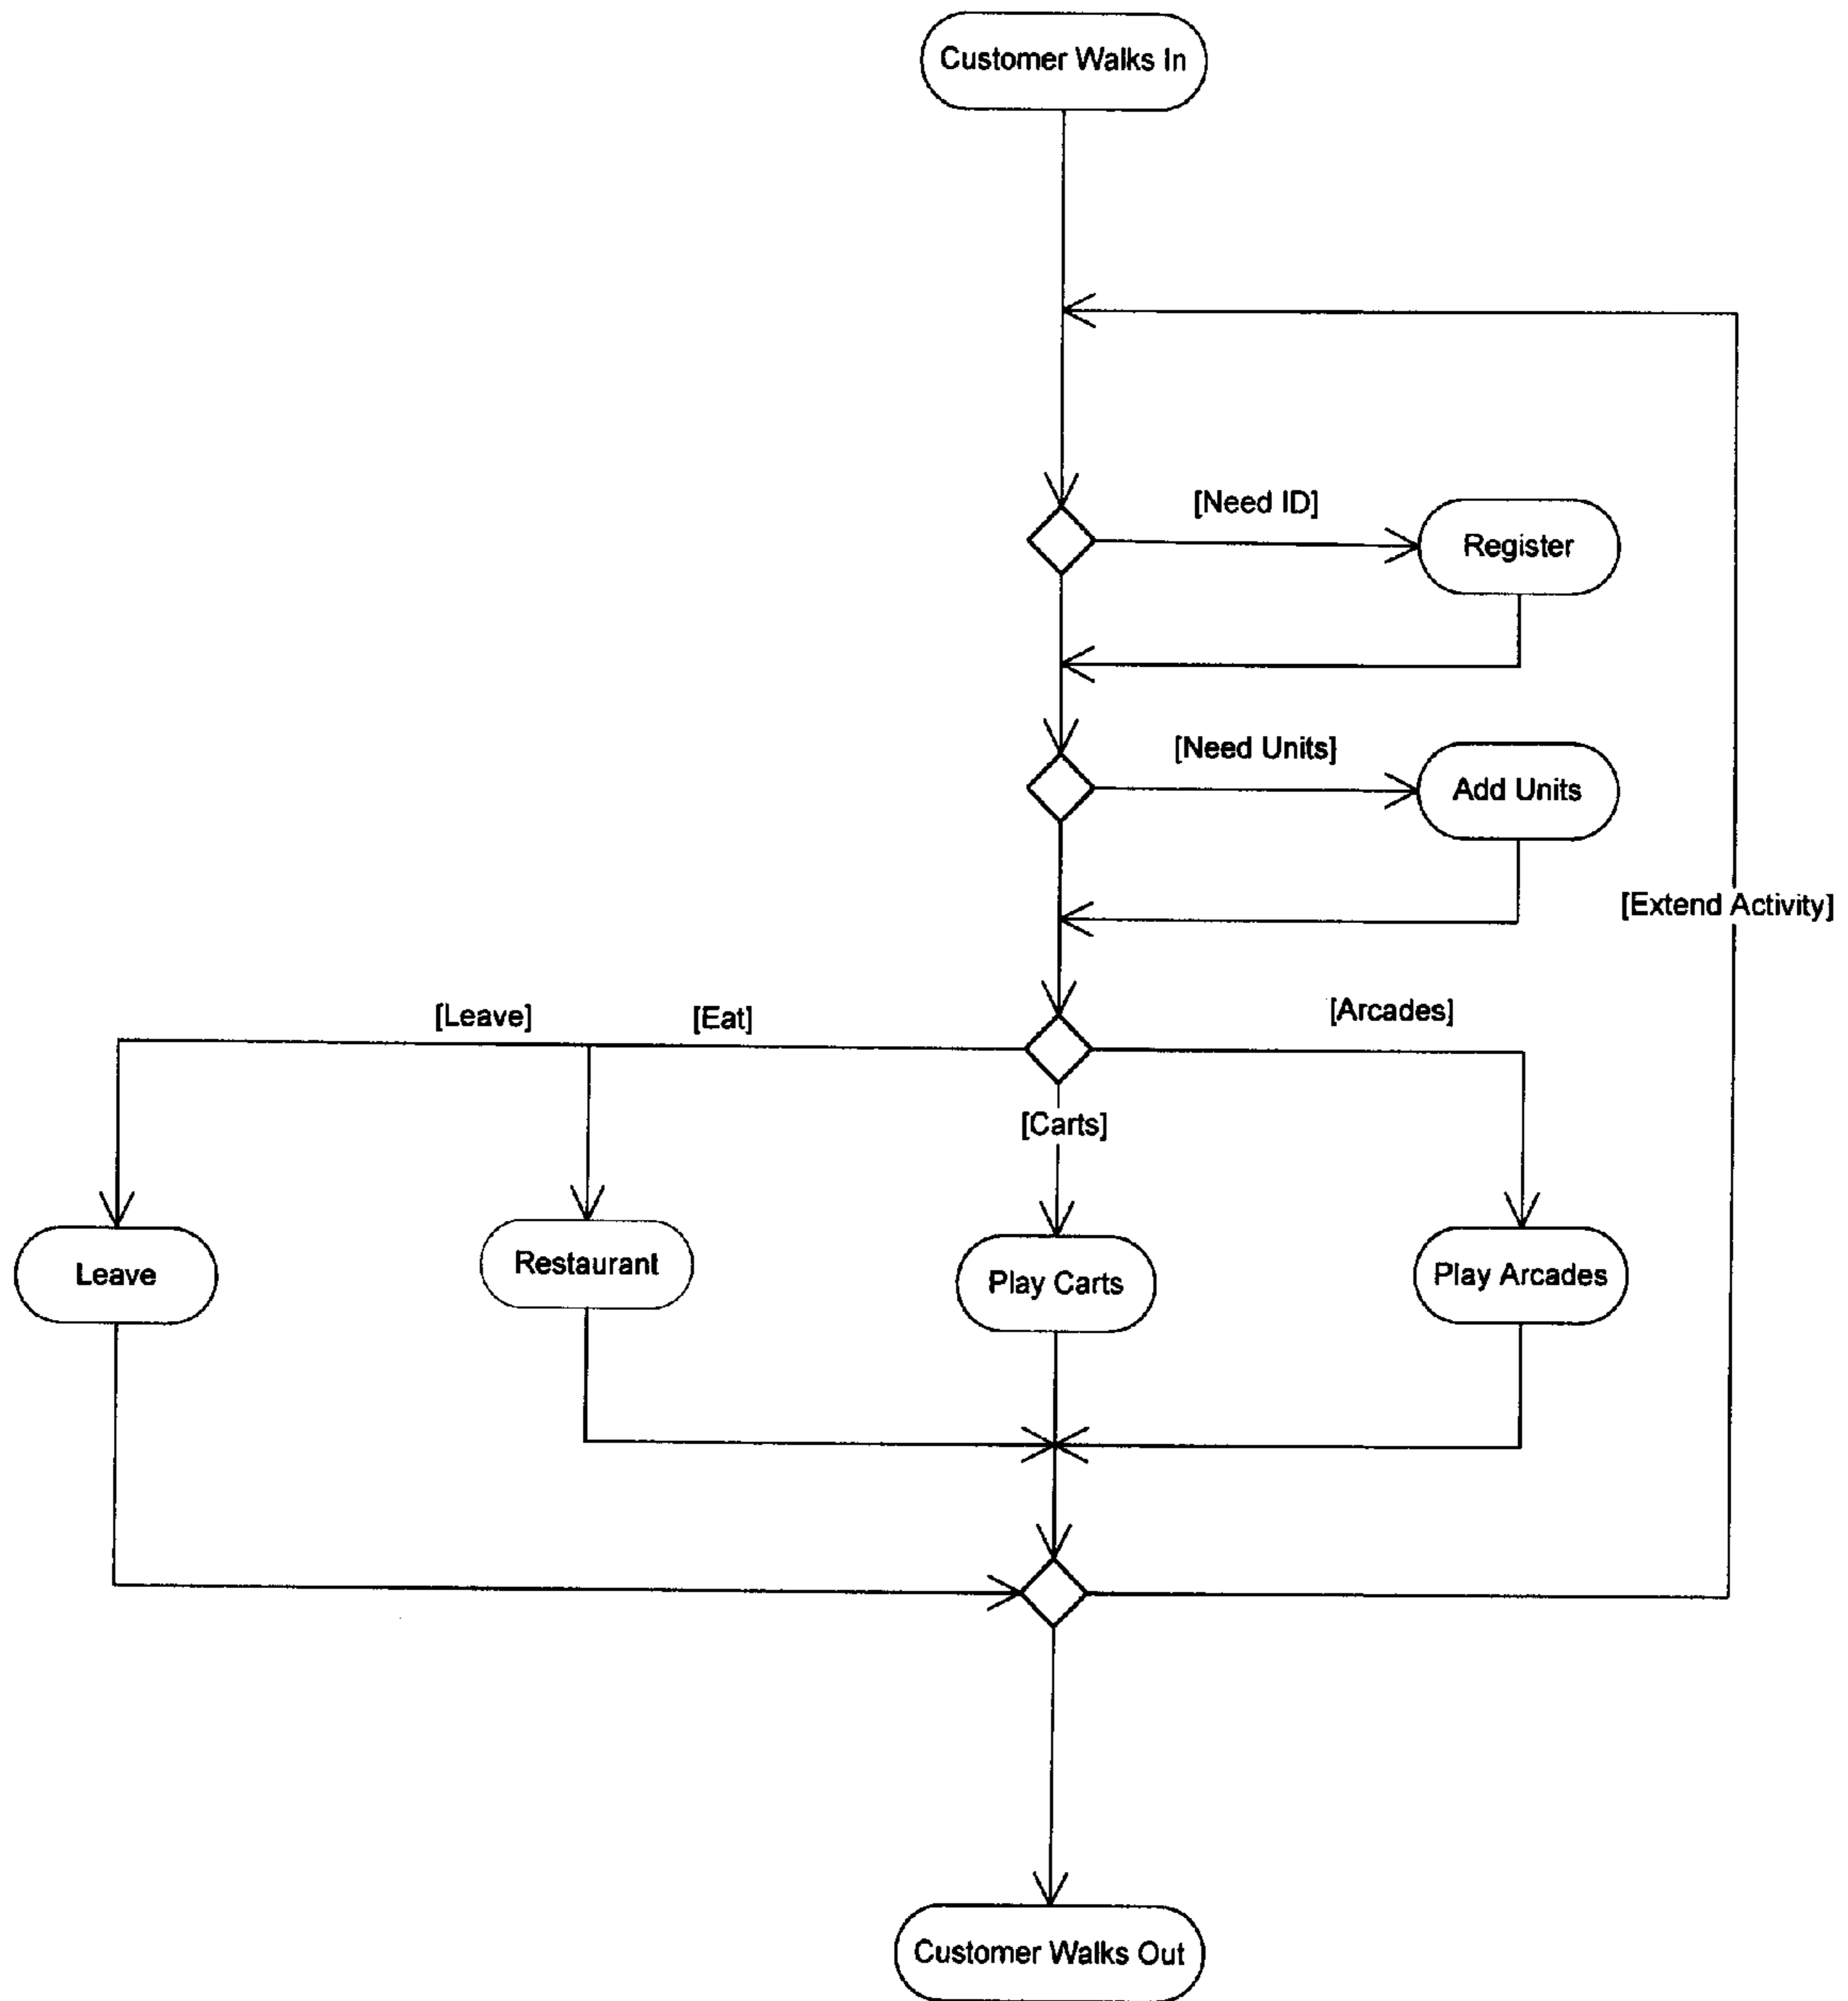 Customer Walks In
[Need ID]
Register
[Need Units]
Add Units
[Extend Activity]
[Leave]
[Eat]
[Arcades]
[Carts]
Leave
Restaurant
Play Carts
Play Arcades
Customer Walks Out